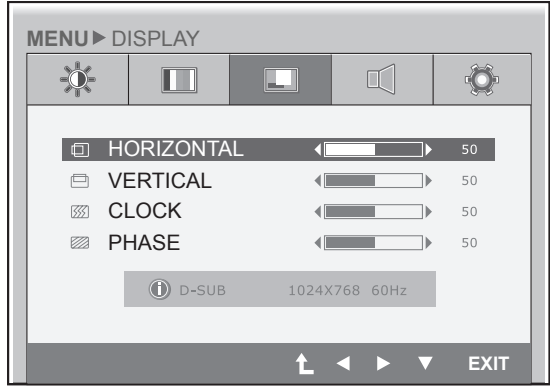 MENU▶ DISPLAY
HORIZONTAL 50
VERTICAL 50
CLOCK 50
PHASE 50
D-SUB 1024X768 60Hz
EXIT